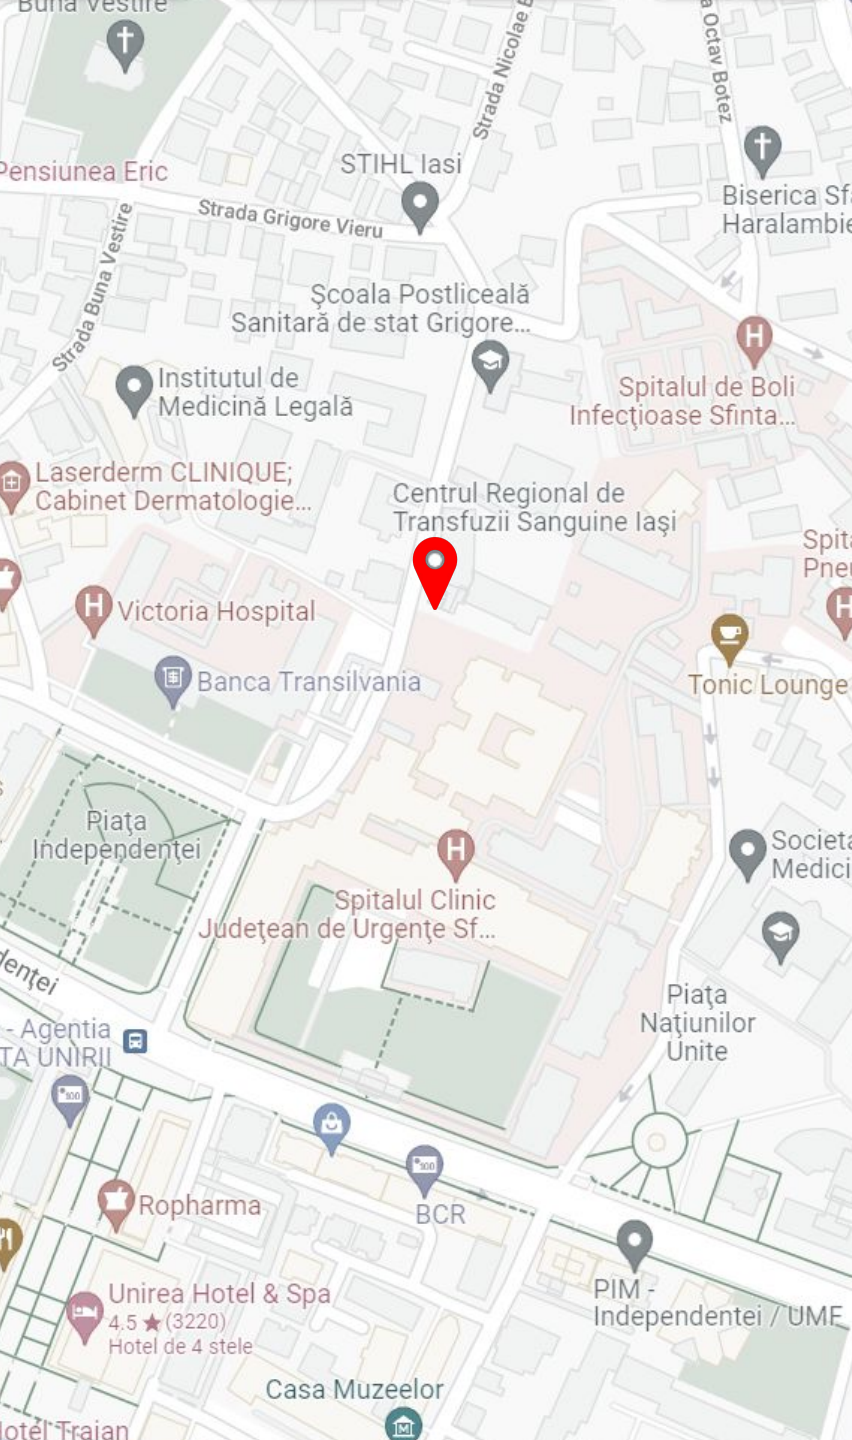 Buna Vestire
Strada Nicolae B
a Octav Botez
STIHL Iasi
Pensiunea Eric
Biserica Sfa
Haralambie
Strada Grigore Vieru
Strada Buna Vestire
Școala Postliceală
Sanitară de stat Grigore...
H
Institutul de
Medicină Legală
Spitalul de Boli
Infecțioase Sfinta...
Laserderm CLINIQUE;
Cabinet Dermatologie...
Centrul Regional de
Transfuzii Sanguine Iași
Spita
Pneu
H
H
Victoria Hospital
Banca Transilvania
Tonic Lounge
Piața
Independenței
H
Societa
Medici
Spitalul Clinic
Județean de Urgențe Sf...
denței
Piața
Națiunilor
Unite
- Agentia
TA UNIRII
BCR
Ropharma
Unirea Hotel & Spa
4.5 ★ (3220)
Hotel de 4 stele
PIM -
Independentei / UMF
Casa Muzeelor
Hotel Traian